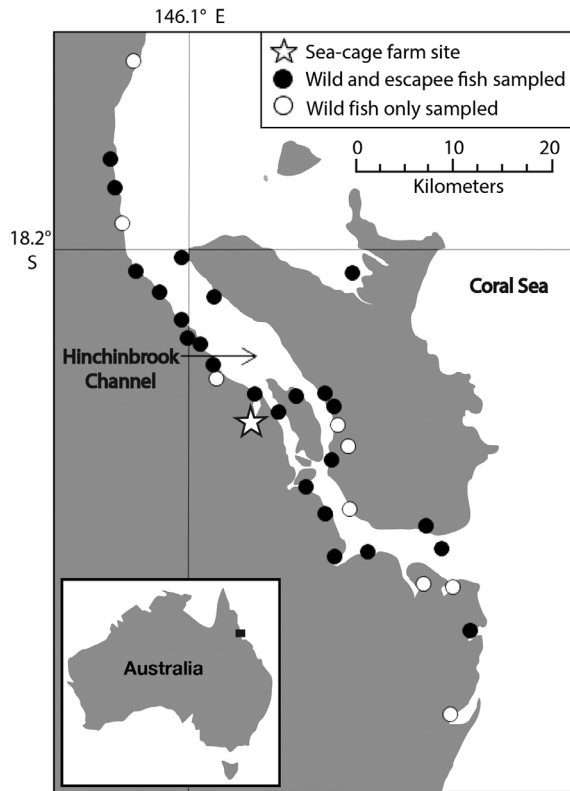 146.1° E
Sea-cage farm site
Wild and escapee fish sampled
Wild fish only sampled
0 10 20
Kilometers
18.2°
S
Coral Sea
Hinchinbrook
Channel
Australia